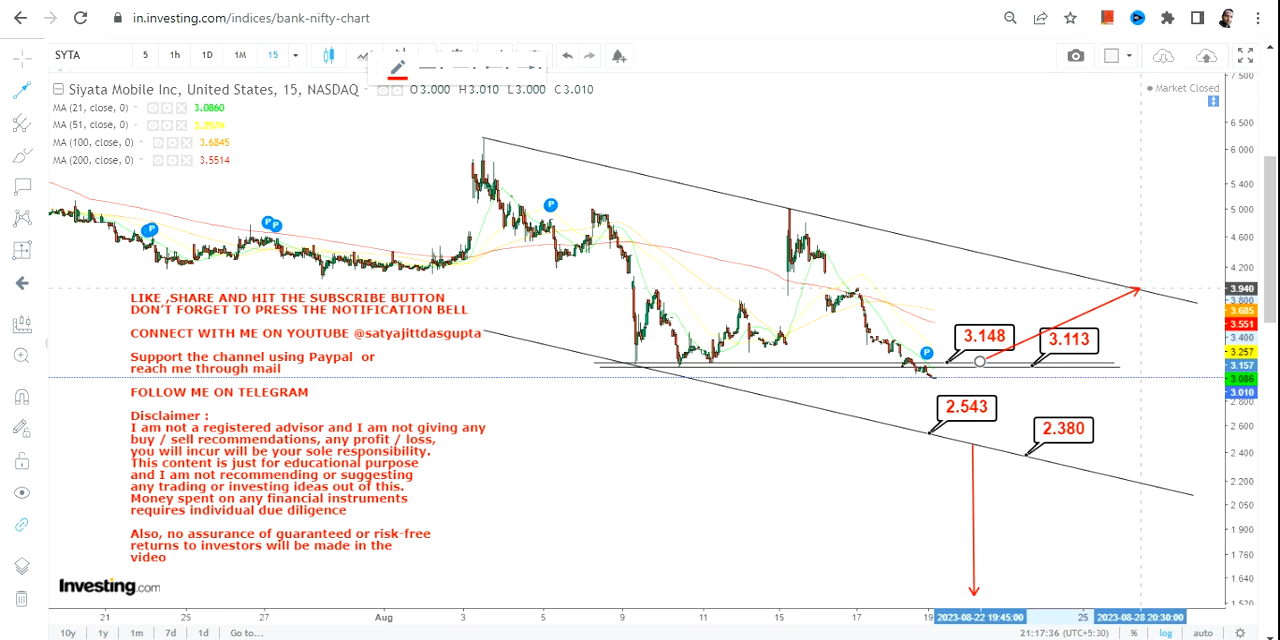 in.investing.com/indices/bank-nifty-chart
SYTA 5 1h 1D 1M 15
Siyata Mobile Inc, United States, 15, NASDAQ O3.000 H3.010 L3.000 C3.010
Market Closed
MA (21, close, 0) 3.0860
MA (51, close, 0)
MA (100, close, 0) 3.6845
MA (200, close, 0) 3.5514
P
P
P P
P
LIKE ,SHARE AND HIT THE SUBSCRIBE BUTTON
DON'T FORGET TO PRESS THE NOTIFICATION BELL
CONNECT WITH ME ON YOUTUBE @satyajittdasgupta
Support the channel using Paypal or
reach me through mail
FOLLOW ME ON TELEGRAM
Disclaimer :
I am not a registered advisor and I am not giving any
buy / sell recommendations, any profit / loss,
you will incur will be your sole responsibility.
This content is just for educational purpose
and I am not recommending or suggesting
any trading or investing ideas out of this.
Money spent on any financial instruments
requires individual due diligence
Also, no assurance of guaranteed or risk-free
returns to investors will be made in the
video
3.148
3.113
2.543
2.380
7.500
6.500
6.000
5.400
5.000
4.600
4.200
3.940
3.800
3.685
3.551
3.400
3.257
3.157
3.086
3.010
2.800
2.600
2.400
2.200
2.050
1.900
1.760
1.640
1.520
Investing.com
21 25 27 Aug 3 5 9 11 15 17 19 2023-08-22 19:45:00 25 2023-08-28 20:30:00
10y 1y 1m 7d 1d Go to... 21:17:36 (UTC+5:30) % log auto